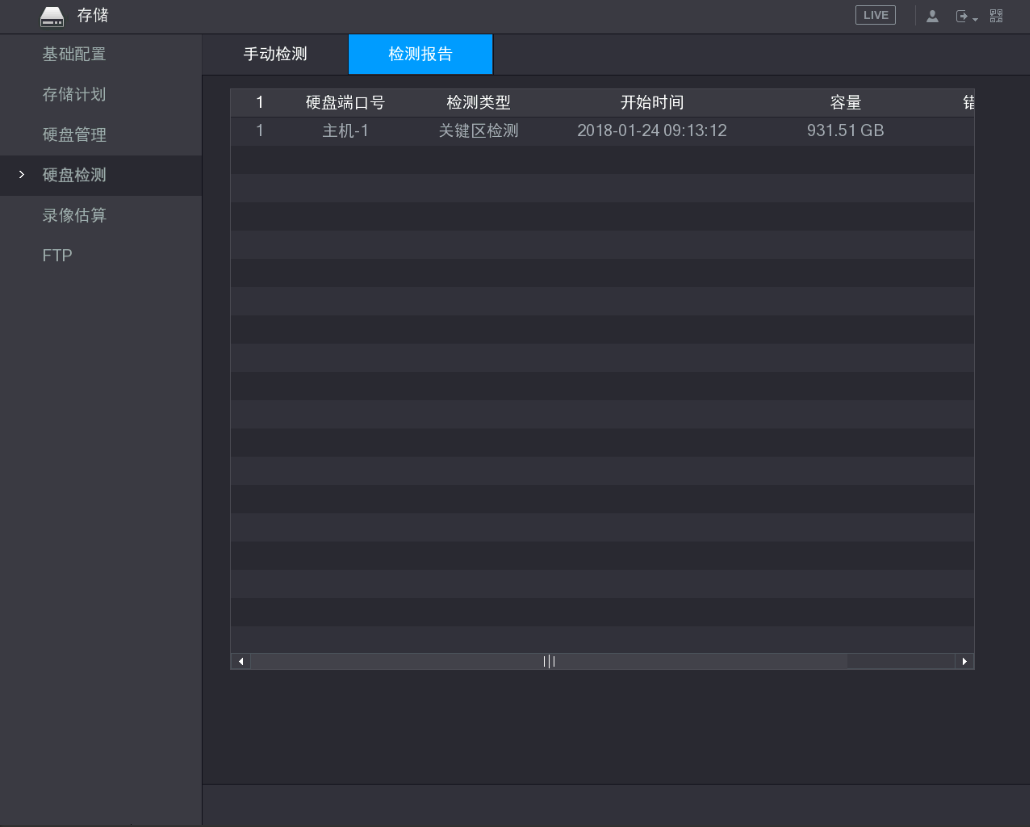 存储 LIVE
基础配置
存储计划
硬盘管理
硬盘检测
录像估算
FTP
手动检测 检测报告
1 硬盘端口号 检测类型 开始时间 容量
1 主机-1 关键区检测 2018-01-24 09:13:12 931.51 GB